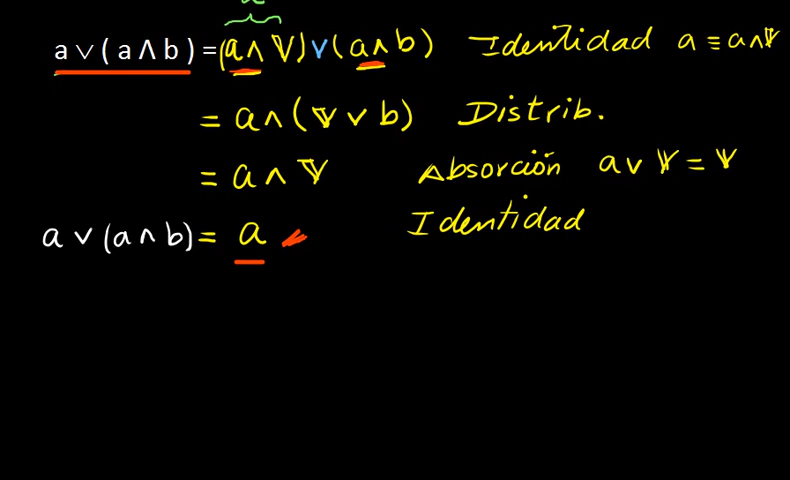 a ∨ ( a ∧ b ) = (a ∧ V) ∨ (a ∧ b) Identidad a ≡ a ∧ V
= a ∧ (V ∨ b) Distrib.
= a ∧ V Absorción a ∨ V = V
a ∨ (a ∧ b) = a Identidad